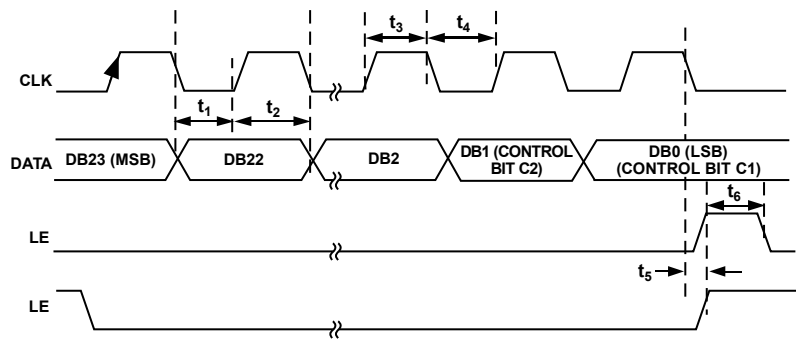 t3
t4
CLK
t1
t2
DATA
DB23 (MSB)
DB22
DB2
DB1 (CONTROL
BIT C2)
DB0 (LSB)
(CONTROL BIT C1)
t6
LE
t5
LE